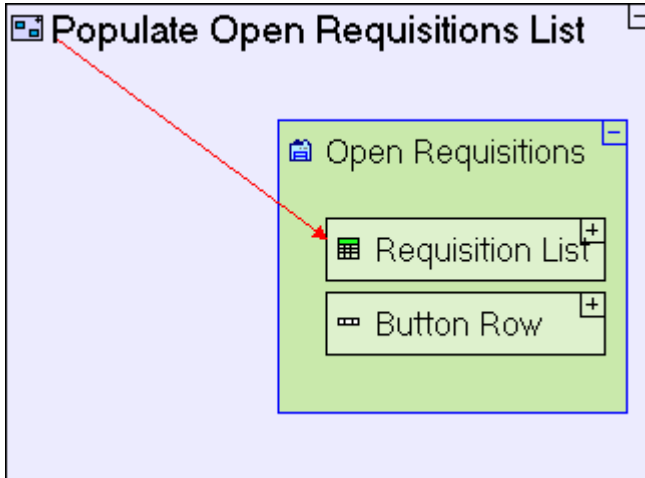 Populate Open Requisitions List
Open Requisitions
Requisition List
Button Row